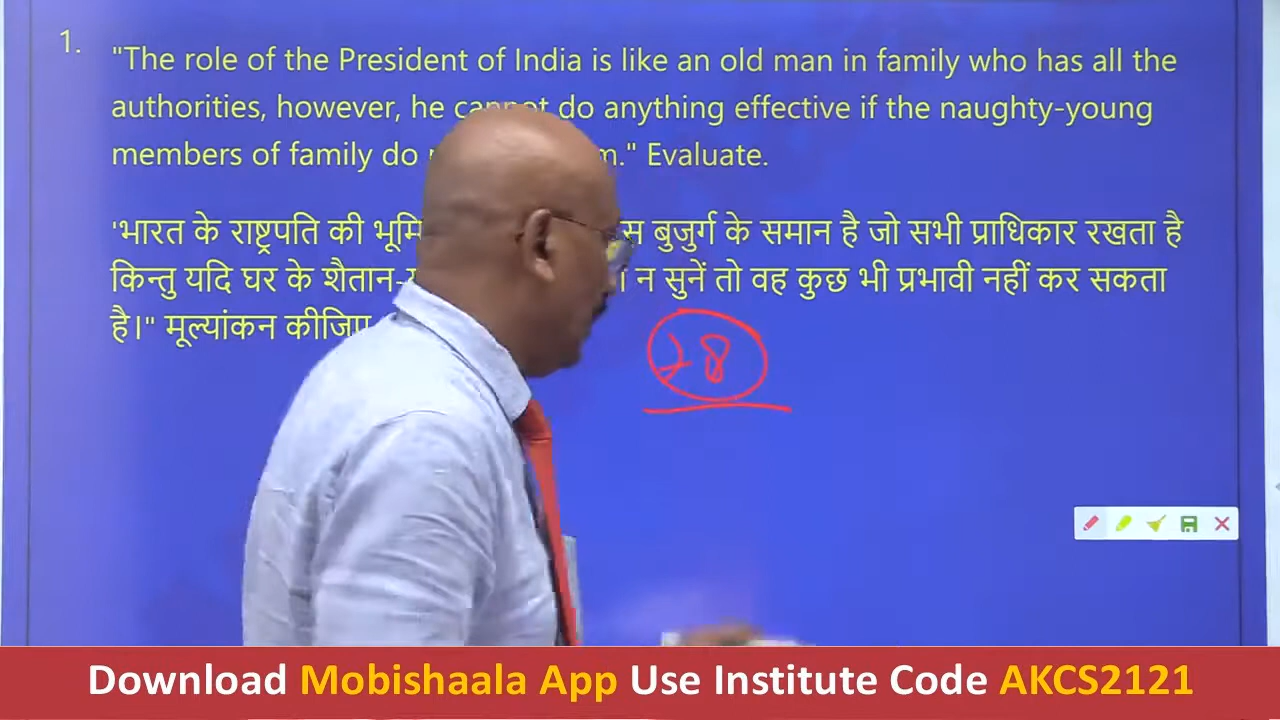 1.
"The role of the President of India is like an old man in family who has all the
authorities, however, he cannot do anything effective if the naughty-young
members of family do m." Evaluate.
'भारत के राष्ट्रपति की बुजुर्ग के समान है जो सभी प्राधिकार रखता है
किन्तु यदि घर के शैतान- न सुनें तो वह कुछ भी प्रभावी नहीं कर सकता
है।" मूल्यांकन कीजिए
28
Download Mobishaala App Use Institute Code AKCS2121